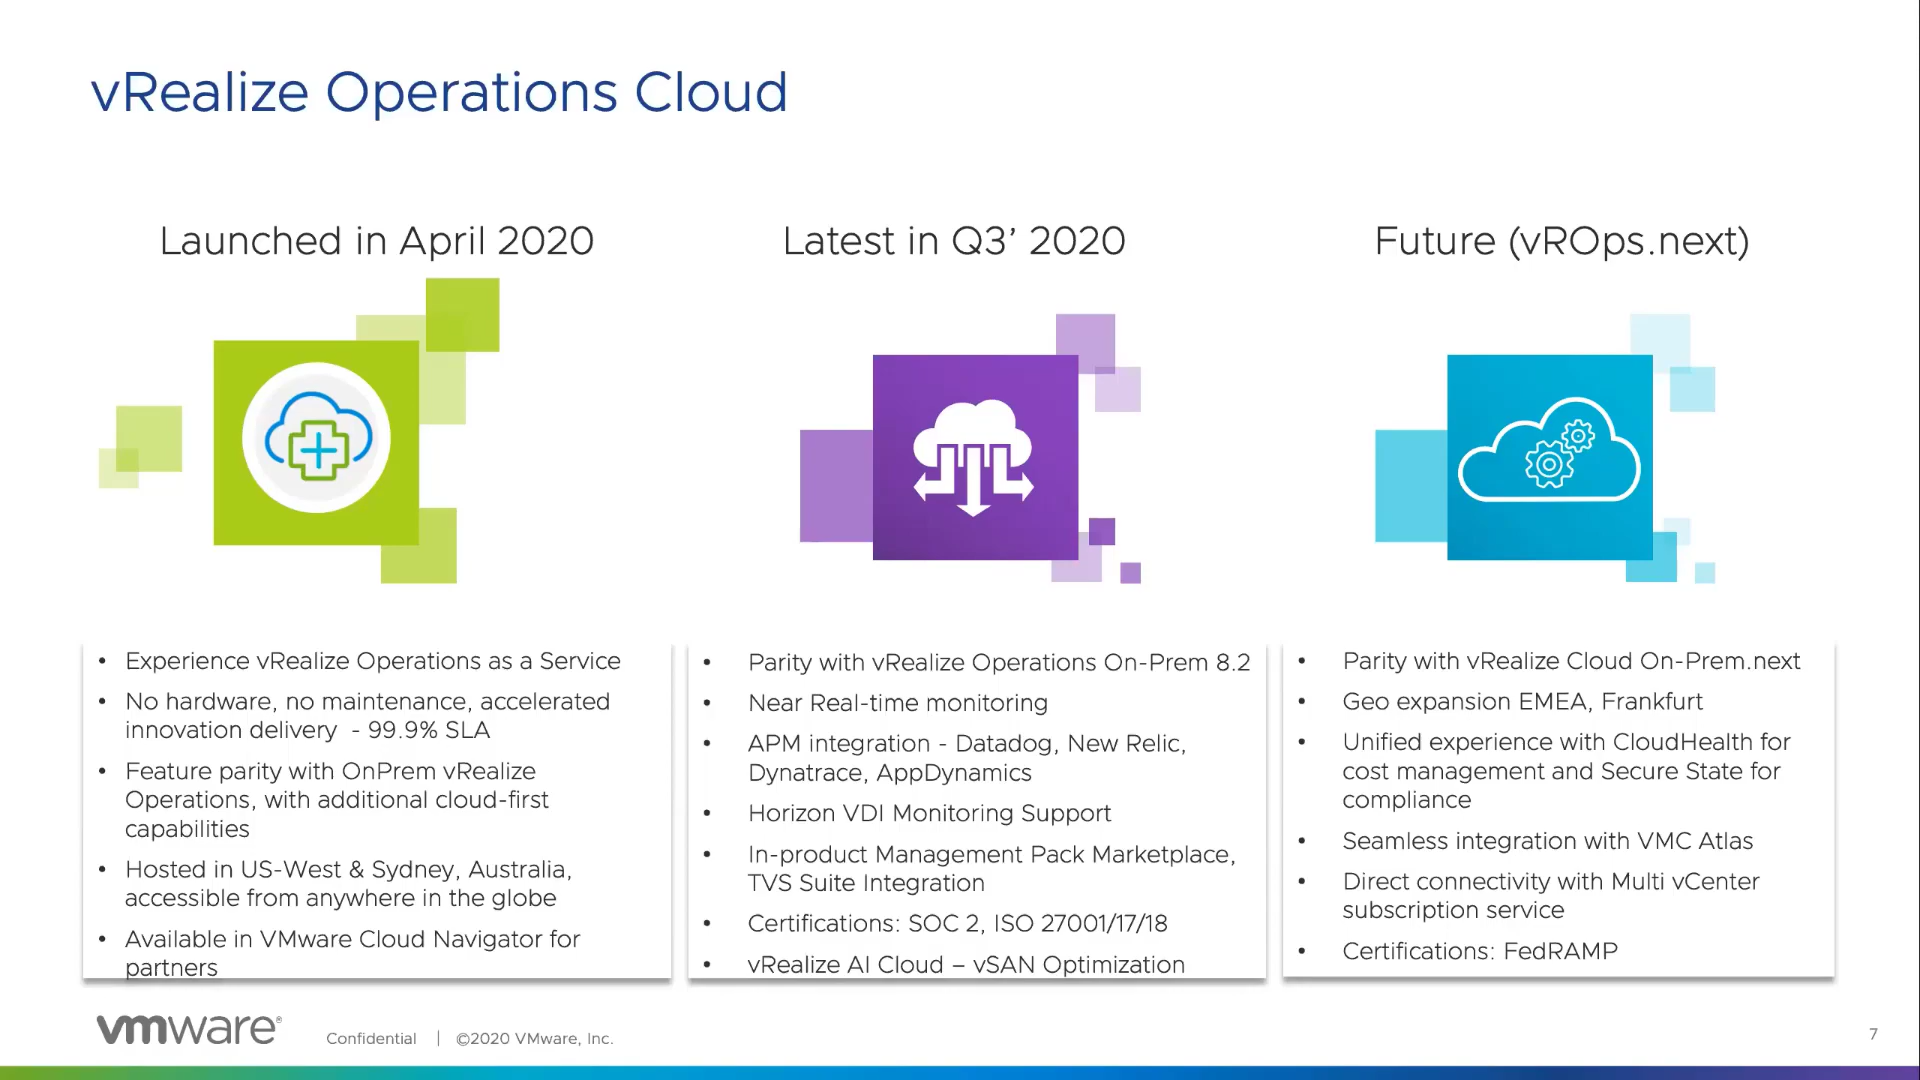 vRealize Operations Cloud
Launched in April 2020
Latest in Q3’ 2020
Future (vROps.next)
• Experience vRealize Operations as a Service
• No hardware, no maintenance, accelerated
innovation delivery - 99.9% SLA
• Feature parity with OnPrem vRealize
Operations, with additional cloud-first
capabilities
• Hosted in US-West & Sydney, Australia,
accessible from anywhere in the globe
• Available in VMware Cloud Navigator for
partners
• Parity with vRealize Operations On-Prem 8.2
• Near Real-time monitoring
• APM integration - Datadog, New Relic,
Dynatrace, AppDynamics
• Horizon VDI Monitoring Support
• In-product Management Pack Marketplace,
TVS Suite Integration
• Certifications: SOC 2, ISO 27001/17/18
• vRealize AI Cloud – vSAN Optimization
• Parity with vRealize Cloud On-Prem.next
• Geo expansion EMEA, Frankfurt
• Unified experience with CloudHealth for
cost management and Secure State for
compliance
• Seamless integration with VMC Atlas
• Direct connectivity with Multi vCenter
subscription service
• Certifications: FedRAMP
vmware®
Confidential | ©2020 VMware, Inc.
7